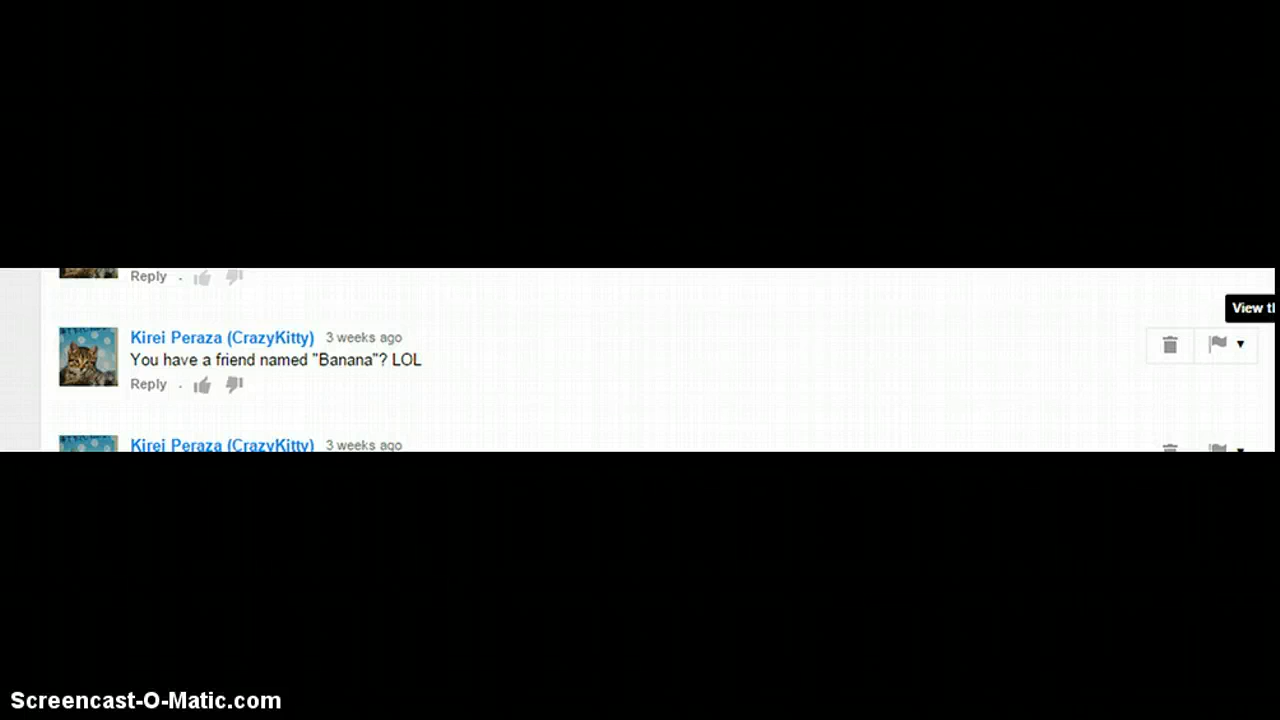 Reply .
View
Kirei Peraza (CrazyKitty) 3 weeks ago
You have a friend named "Banana"? LOL
Reply .
Kirei Peraza (CrazyKitty) 3 weeks ago
Screencast-O-Matic.com